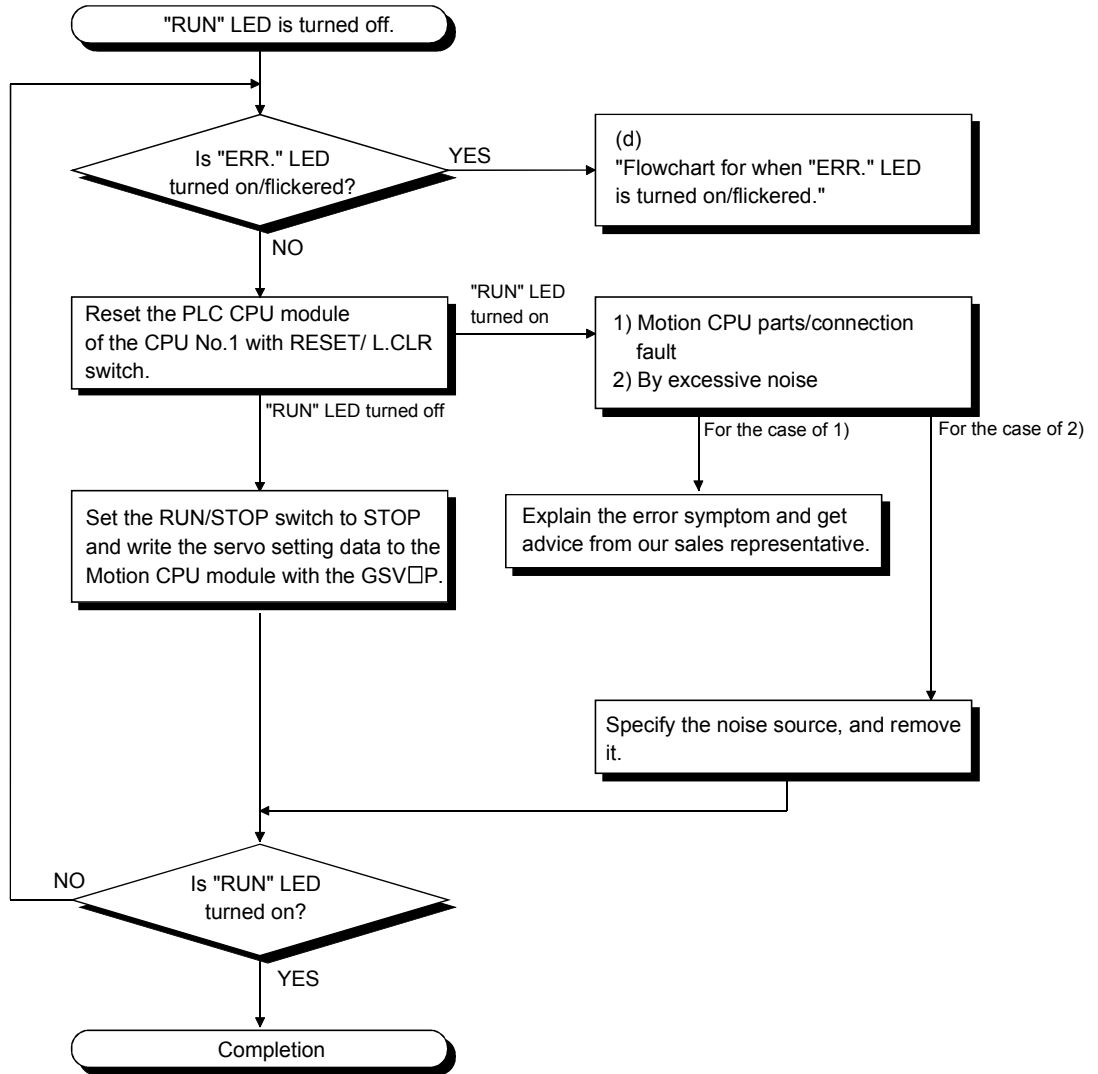 "RUN" LED is turned off.
Is "ERR." LED
turned on/flickered?
YES
(d)
"Flowchart for when "ERR." LED
is turned on/flickered."
NO
Reset the PLC CPU module
of the CPU No.1 with RESET/ L.CLR
switch.
"RUN" LED
turned on
1) Motion CPU parts/connection
fault
2) By excessive noise
"RUN" LED turned off
For the case of 1)
For the case of 2)
Set the RUN/STOP switch to STOP
and write the servo setting data to the
Motion CPU module with the GSV□P.
Explain the error symptom and get
advice from our sales representative.
Specify the noise source, and remove
it.
NO
Is "RUN" LED
turned on?
YES
Completion